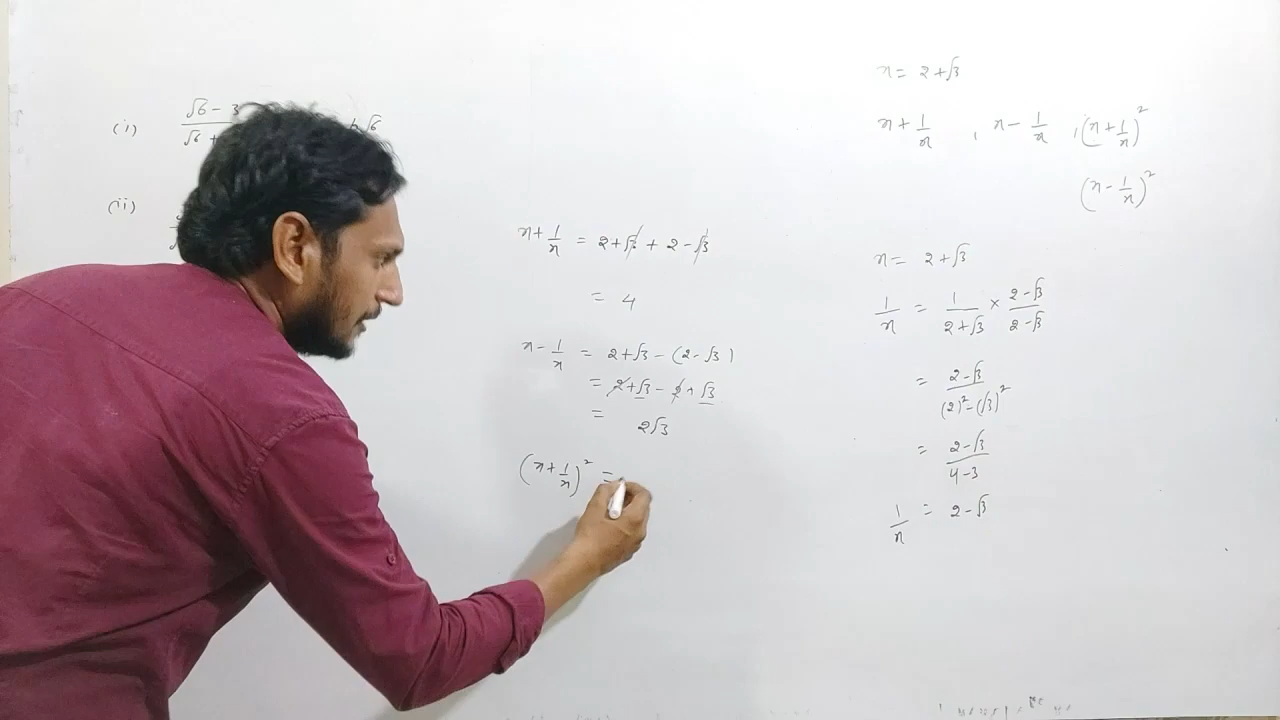 (i) √6 - 3 √6
√6 +
(ii)
x + 1/x = 2 + √3 + 2 - √3
= 4
x - 1/x = 2 + √3 - (2 - √3)
= 2 + √3 - 2 + √3
= 2√3
(x + 1/x)² =
x = 2 + √3
x + 1/x , x - 1/x , (x + 1/x)²
(x - 1/x)²
x = 2 + √3
1/x = 1/(2 + √3) × (2 - √3)/(2 - √3)
= (2 - √3)/((2)² - (√3)²)
= (2 - √3)/(4 - 3)
1/x = 2 - √3